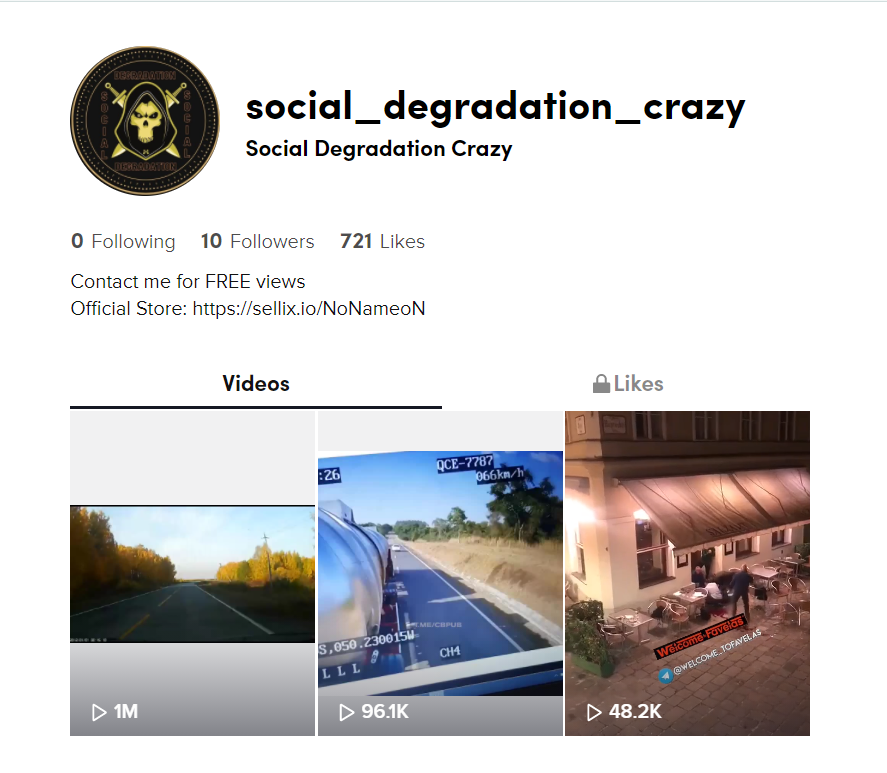 DEGRADATION
SOCIAL
SOCIAL
DEGRADATION
social_degradation_crazy
Social Degradation Crazy
0 Following 10 Followers 721 Likes
Contact me for FREE views
Official Store: https://sellix.io/NoNameoN
Videos
Likes
:26
QCE-7787
066km/h
S,050.230015W
CH4
L L L
Welcome-Favelas
@WELCOME_TOFAVELAS
1M
96.1K
48.2K